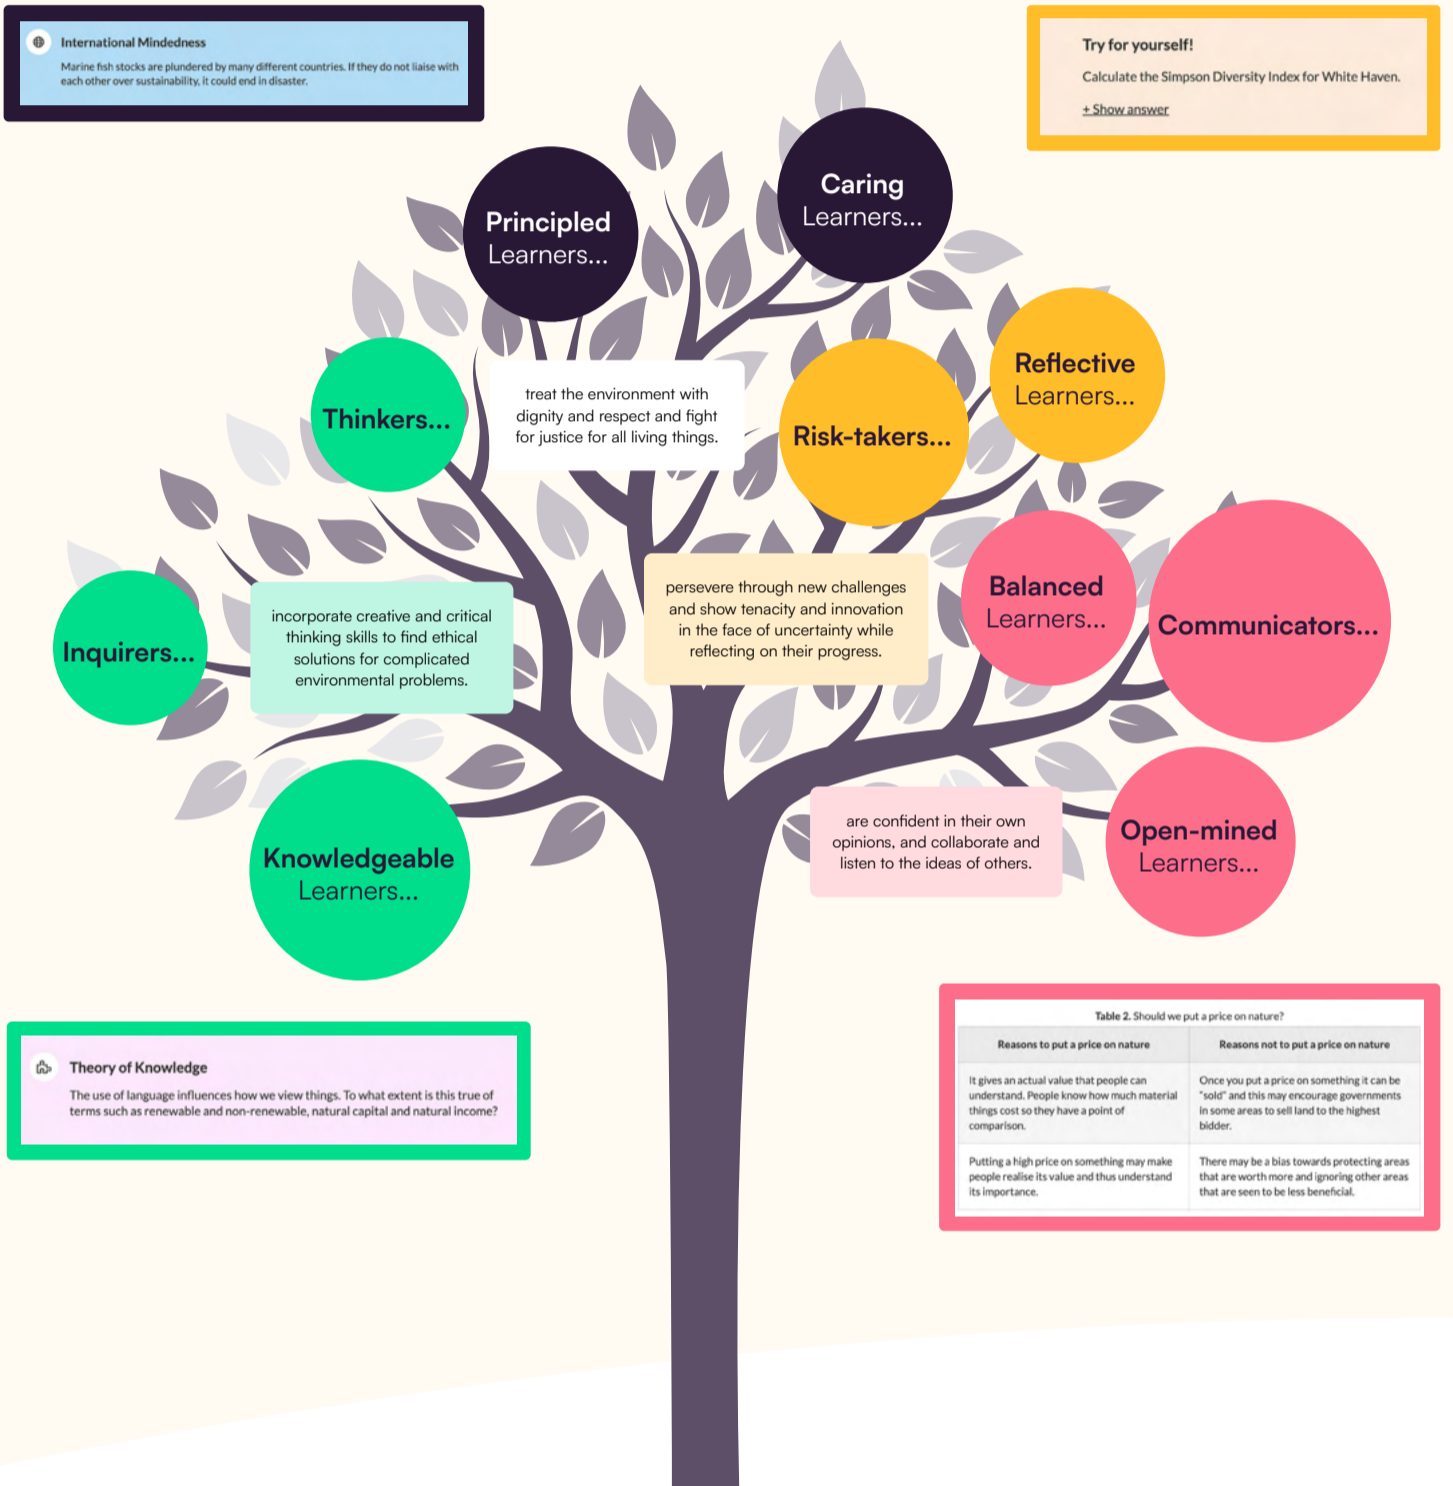 International Mindedness
Marine fish stocks are plundered by many different countries. If they do not liaise with
each other over sustainability, it could end in disaster.
Try for yourself!
Calculate the Simpson Diversity Index for White Haven.
+ Show answer
Principled
Learners...
Caring
Learners...
treat the environment with
dignity and respect and fight
for justice for all living things.
Thinkers...
Inquirers...
Knowledgeable
Learners...
incorporate creative and critical
thinking skills to find ethical
solutions for complicated
environmental problems.
Risk-takers...
Reflective
Learners...
persevere through new challenges
and show tenacity and innovation
in the face of uncertainty while
reflecting on their progress.
Balanced
Learners...
Communicators...
Open-mined
Learners...
are confident in their own
opinions, and collaborate and
listen to the ideas of others.
Theory of Knowledge
The use of language influences how we view things. To what extent is this true of
terms such as renewable and non-renewable, natural capital and natural income?
Table 2. Should we put a price on nature?
Reasons to put a price on nature
Reasons not to put a price on nature
It gives an actual value that people can
understand. People know how much material
things cost so they have a point of
comparison.
Once you put a price on something it can be
"sold" and this may encourage governments
in some areas to sell land to the highest
bidder.
Putting a high price on something may make
people realise its value and thus understand
its importance.
There may be a bias towards protecting areas
that are worth more and ignoring other areas
that are seen to be less beneficial.